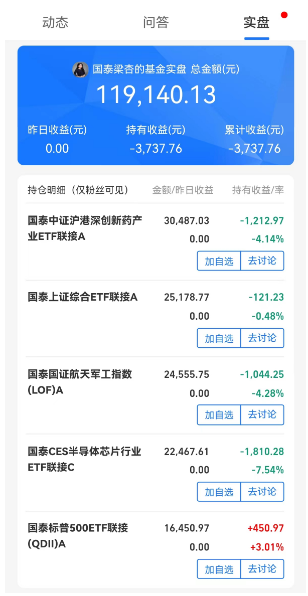 动态 问答 实盘
国泰梁杏的基金实盘 总金额(元)
119,140.13
昨日收益(元) 持有收益(元) 累计收益(元)
0.00 -3,737.76 -3,737.76
持仓明细（仅粉丝可见） 金额/昨日收益 持有收益/率
国泰中证沪港深创新药产 30,487.03 -1,212.97
业ETF联接A 0.00 -4.14%
加自选 去讨论
国泰上证综合ETF联接A 25,178.77 -121.23
0.00 -0.48%
加自选 去讨论
国泰国证航天军工指数 24,555.75 -1,044.25
(LOF)A 0.00 -4.28%
加自选 去讨论
国泰CES半导体芯片行业 22,467.61 -1,810.28
ETF联接C 0.00 -7.54%
加自选 去讨论
国泰标普500ETF联接 16,450.97 +450.97
(QDII)A 0.00 +3.01%
加自选 去讨论